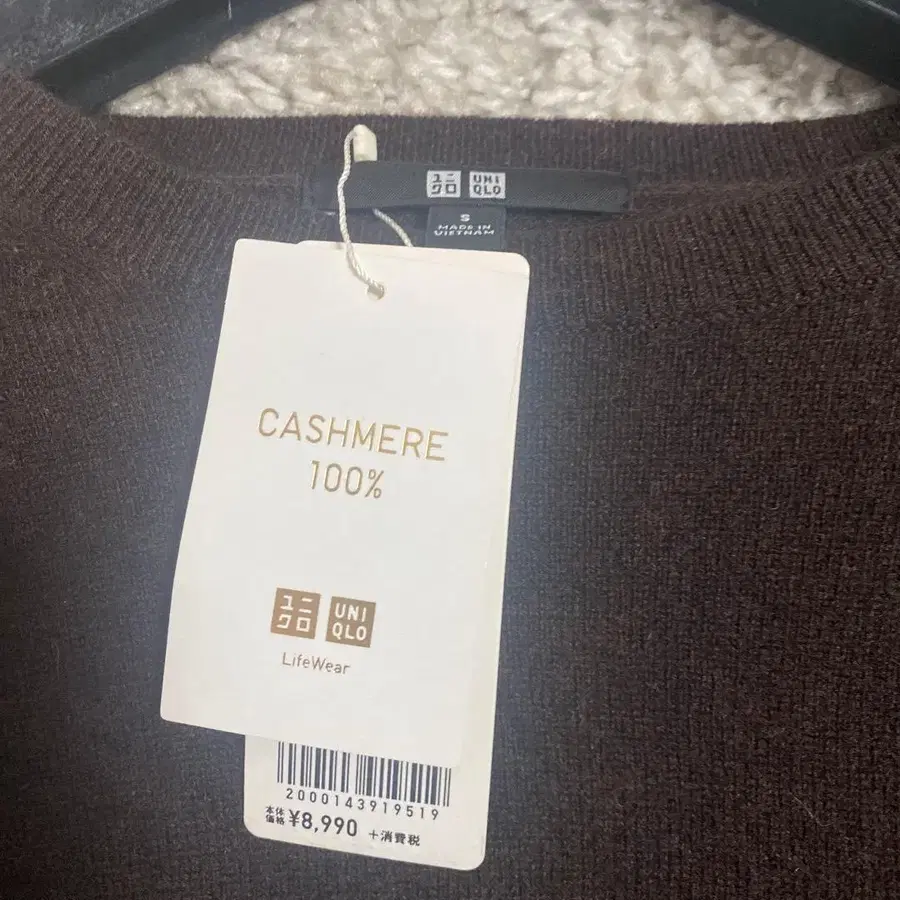 ユニ UNI
クロ QLO
S
MADE IN
VIETNAM
CASHMERE
100%
ユニ UNI
クロ QLO
LifeWear
2000143919519
本体
価格 ¥8,990 +消費税